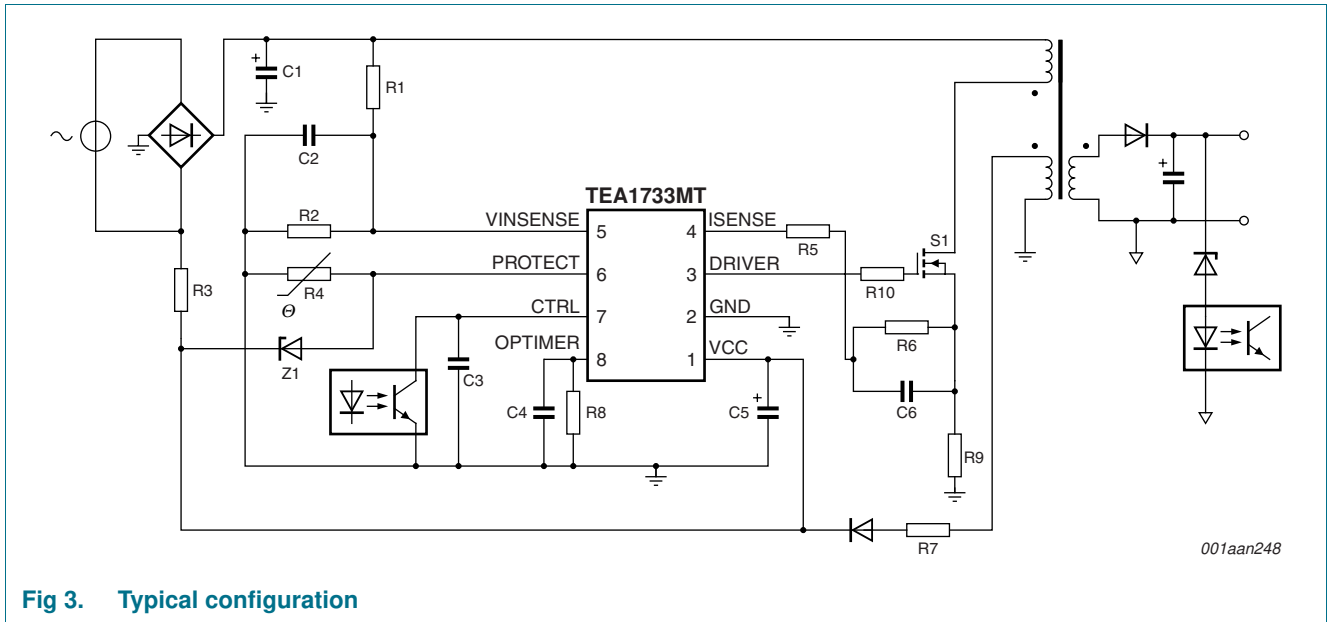 C1
R1
C2
TEA1733MT
R2
VINSENSE
5
4
ISENSE
R5
S1
PROTECT
6
3
DRIVER
R3
R4
Θ
R10
CTRL
7
2
GND
R6
OPTIMER
8
1
VCC
Z1
C3
C4
R8
C5
C6
R9
R7
001aan248
Fig 3. Typical configuration